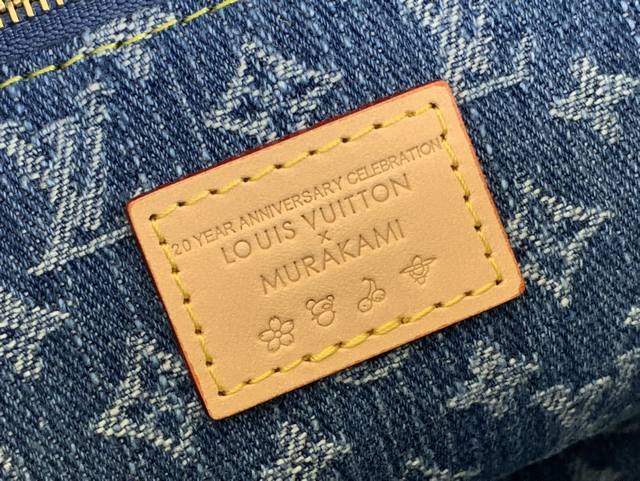 20 YEAR ANNIVERSARY CELEBRATION
LOUIS VUITTON
x
MURAKAMI